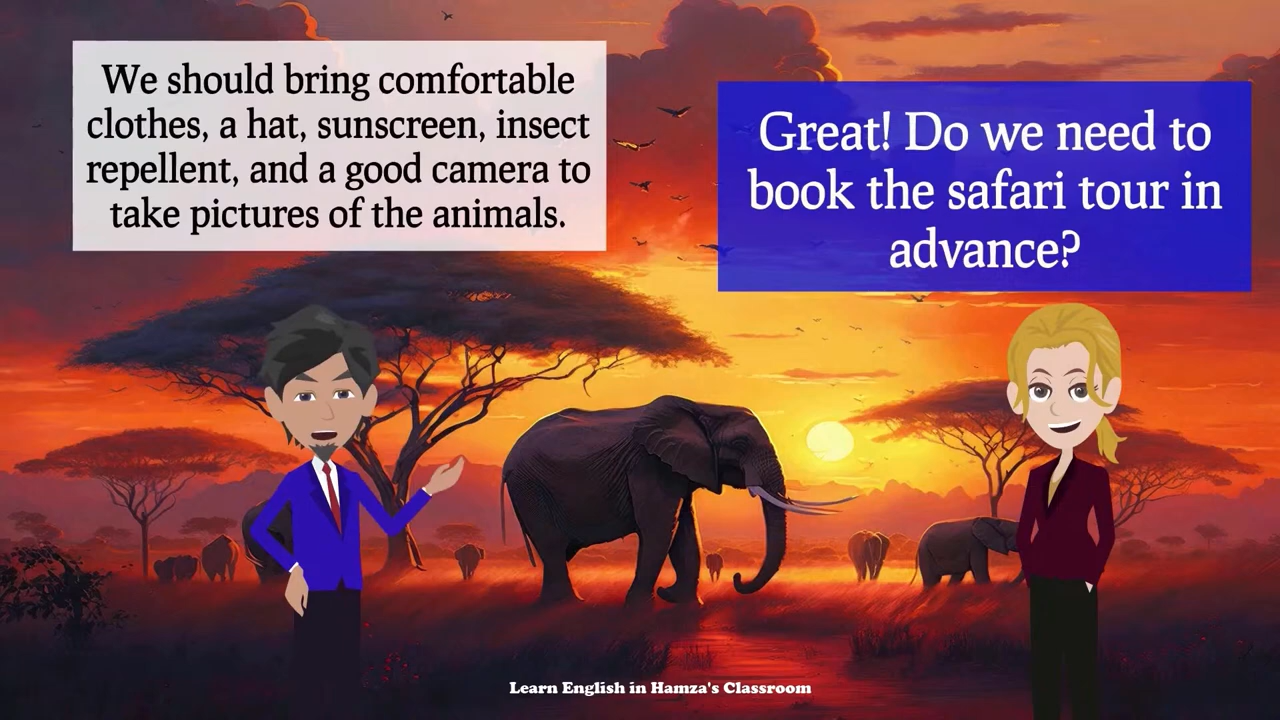 We should bring comfortable
clothes, a hat, sunscreen, insect
repellent, and a good camera to
take pictures of the animals.
Great! Do we need to
book the safari tour in
advance?
Learn English in Hamza's Classroom